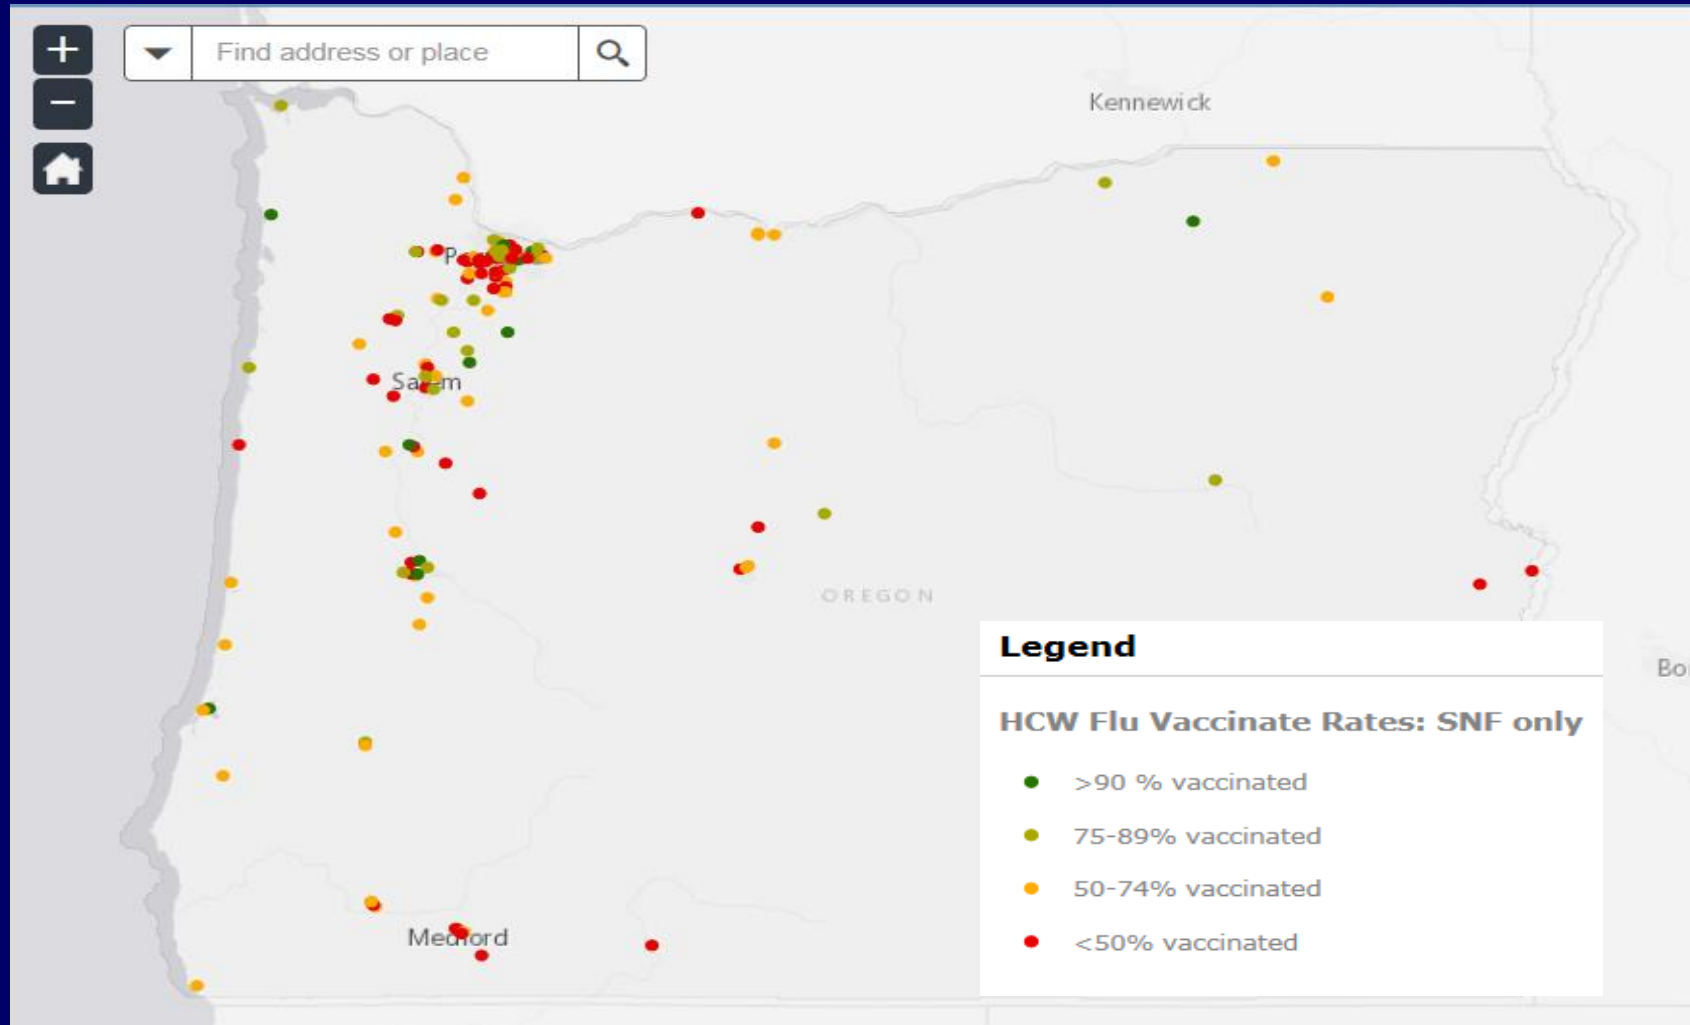 +
Find address or place
−
Kennewick
Salem
OREGON
Legend
HCW Flu Vaccinate Rates: SNF only
>90 % vaccinated
75-89% vaccinated
50-74% vaccinated
<50% vaccinated
Medford